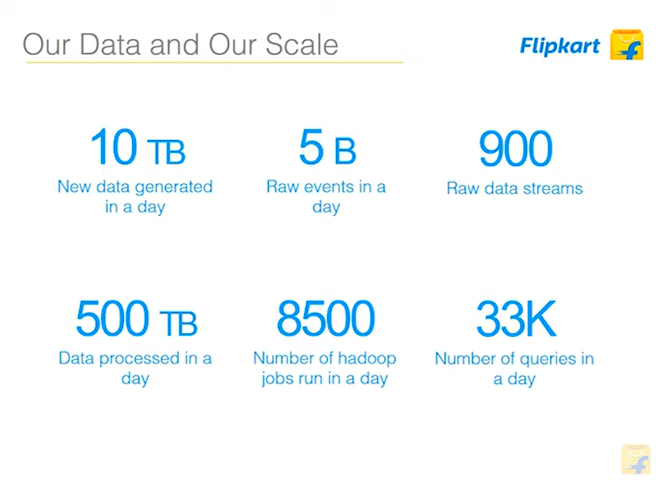 Our Data and Our Scale
Flipkart
10 TB
New data generated
in a day
5 B
Raw events in a
day
900
Raw data streams
500 TB
Data processed in a
day
8500
Number of hadoop
jobs run in a day
33K
Number of queries in
a day